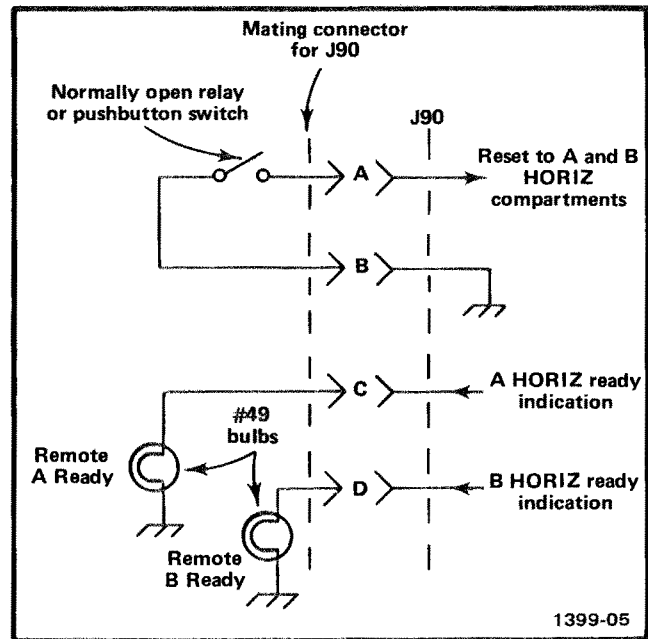 Mating connector
for J90
Normally open relay
or pushbutton switch
J90
A
Reset to A and B
HORIZ
compartments
B
C
A HORIZ ready
indication
#49
bulbs
Remote
A Ready
D
B HORIZ ready
indication
Remote
B Ready
1399-05